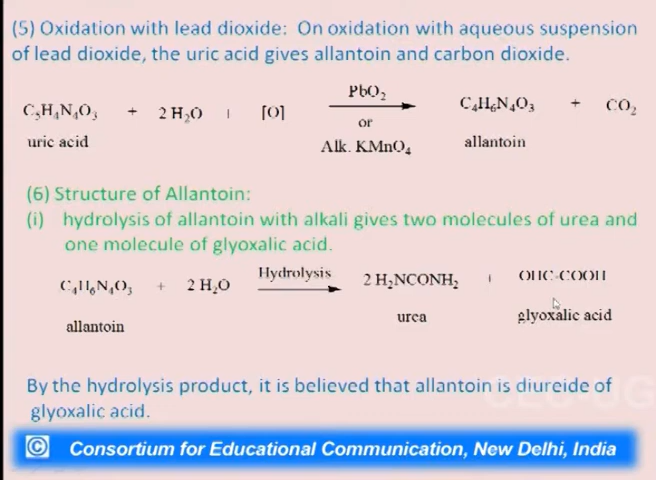 (5) Oxidation with lead dioxide: On oxidation with aqueous suspension
of lead dioxide, the uric acid gives allantoin and carbon dioxide.
C₅H₄N₄O₃ + 2 H₂O + [O] PbO₂ or Alk. KMnO₄ C₄H₆N₄O₃ + CO₂
uric acid allantoin
(6) Structure of Allantoin:
(i) hydrolysis of allantoin with alkali gives two molecules of urea and
one molecule of glyoxalic acid.
C₄H₆N₄O₃ + 2 H₂O Hydrolysis 2 H₂NCONH₂ + OHC-COOH
allantoin urea glyoxalic acid
By the hydrolysis product, it is believed that allantoin is diureide of
glyoxalic acid.
CEC-UG
© Consortium for Educational Communication, New Delhi, India